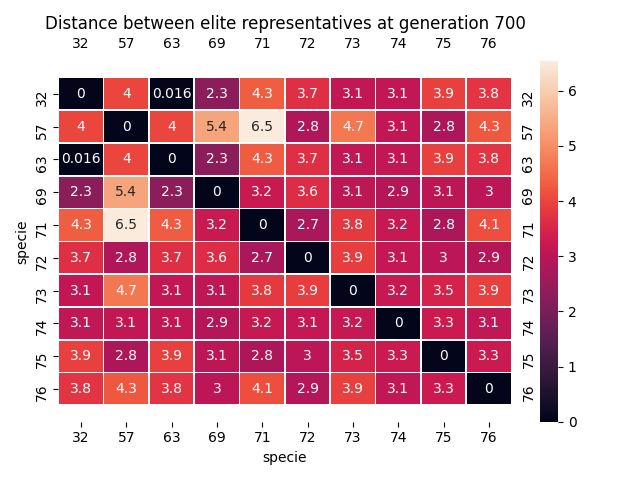 Distance between elite representatives at generation 700
32 57 63 69 71 72 73 74 75 76
32 0 4 0.016 2.3 4.3 3.7 3.1 3.1 3.9 3.8 32
57 4 0 4 5.4 6.5 2.8 4.7 3.1 2.8 4.3 57
63 0.016 4 0 2.3 4.3 3.7 3.1 3.1 3.9 3.8 63
69 2.3 5.4 2.3 0 3.2 3.6 3.1 2.9 3.1 3 69
71 4.3 6.5 4.3 3.2 0 2.7 3.8 3.2 2.8 4.1 71
72 3.7 2.8 3.7 3.6 2.7 0 3.9 3.1 3 2.9 72
73 3.1 4.7 3.1 3.1 3.8 3.9 0 3.2 3.5 3.9 73
74 3.1 3.1 3.1 2.9 3.2 3.1 3.2 0 3.3 3.1 74
75 3.9 2.8 3.9 3.1 2.8 3 3.5 3.3 0 3.3 75
76 3.8 4.3 3.8 3 4.1 2.9 3.9 3.1 3.3 0 76
32 57 63 69 71 72 73 74 75 76
specie
specie
6
5
4
3
2
1
0